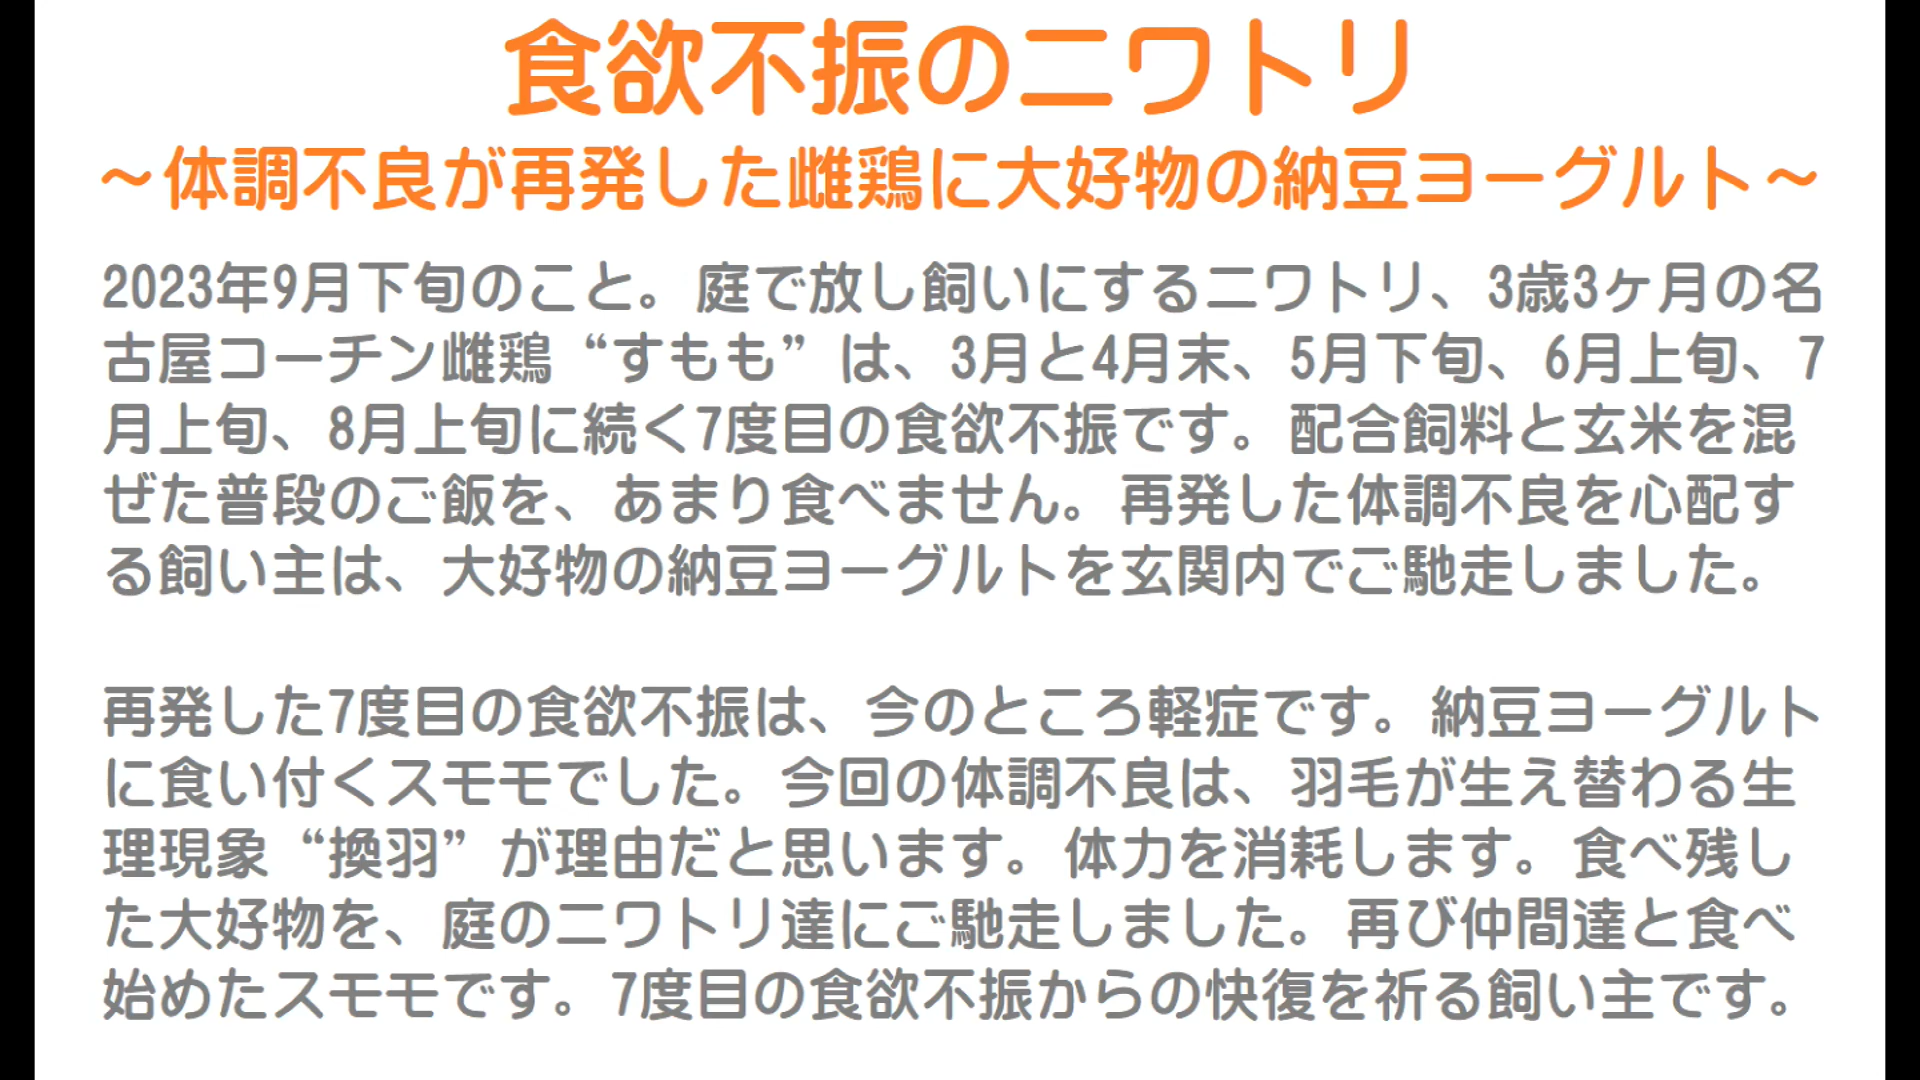 食欲不振のニワトリ
～体調不良が再発した雌鶏に大好物の納豆ヨーグルト～
2023年9月下旬のこと。庭で放し飼いにするニワトリ、3歳3ヶ月の名
古屋コーチン雌鶏“すもも”は、3月と4月末、5月下旬、6月上旬、7
月上旬、8月上旬に続く7度目の食欲不振です。配合飼料と玄米を混
ぜた普段のご飯を、あまり食べません。再発した体調不良を心配す
る飼い主は、大好物の納豆ヨーグルトを玄関内でご馳走しました。
再発した7度目の食欲不振は、今のところ軽症です。納豆ヨーグルト
に食い付くスモモでした。今回の体調不良は、羽毛が生え替わる生
理現象“換羽”が理由だと思います。体力を消耗します。食べ残し
た大好物を、庭のニワトリ達にご馳走しました。再び仲間達と食べ
始めたスモモです。7度目の食欲不振からの快復を祈る飼い主です。